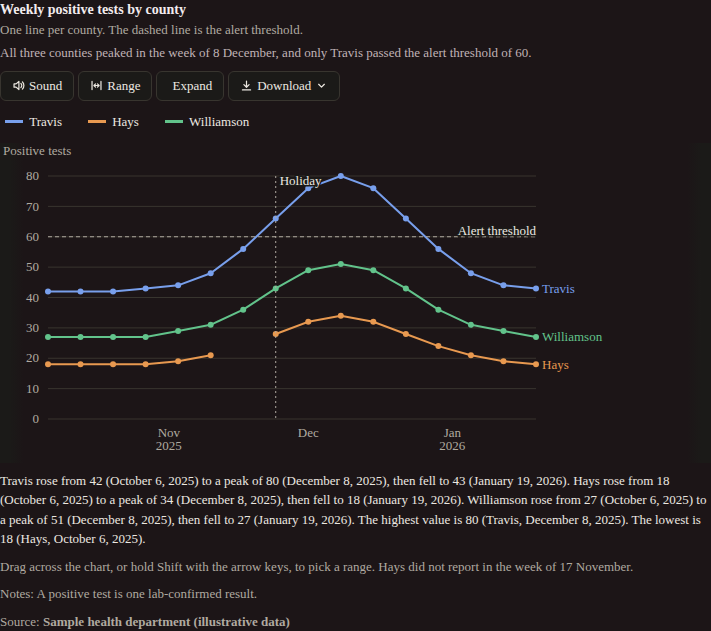 Weekly positive tests by county
One line per county. The dashed line is the alert threshold.
All three counties peaked in the week of 8 December, and only Travis passed the alert threshold of 60.
Sound Range Expand Download
Travis Hays Williamson
Positive tests
80
Holiday
70
60
Alert threshold
50
Travis
40
30
Williamson
20
Hays
10
0
Nov Dec Jan
2025 2026
Travis rose from 42 (October 6, 2025) to a peak of 80 (December 8, 2025), then fell to 43 (January 19, 2026). Hays rose from 18
(October 6, 2025) to a peak of 34 (December 8, 2025), then fell to 18 (January 19, 2026). Williamson rose from 27 (October 6, 2025) to
a peak of 51 (December 8, 2025), then fell to 27 (January 19, 2026). The highest value is 80 (Travis, December 8, 2025). The lowest is
18 (Hays, October 6, 2025).
Drag across the chart, or hold Shift with the arrow keys, to pick a range. Hays did not report in the week of 17 November.
Notes: A positive test is one lab-confirmed result.
Source: Sample health department (illustrative data)